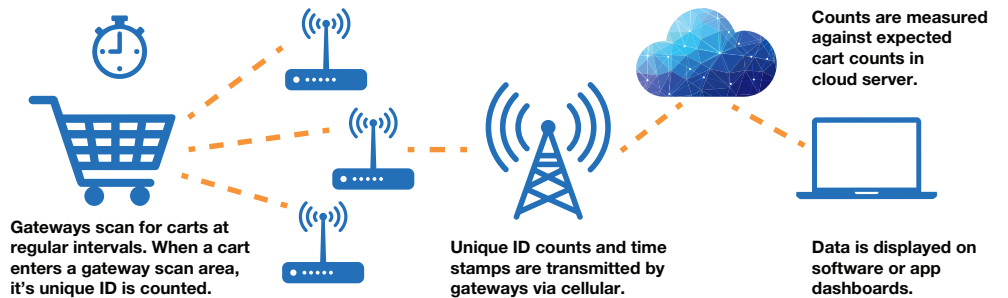 Gateways scan for carts at
regular intervals. When a cart
enters a gateway scan area,
it's unique ID is counted.
Unique ID counts and time
stamps are transmitted by
gateways via cellular.
Counts are measured
against expected
cart counts in
cloud server.
Data is displayed on
software or app
dashboards.